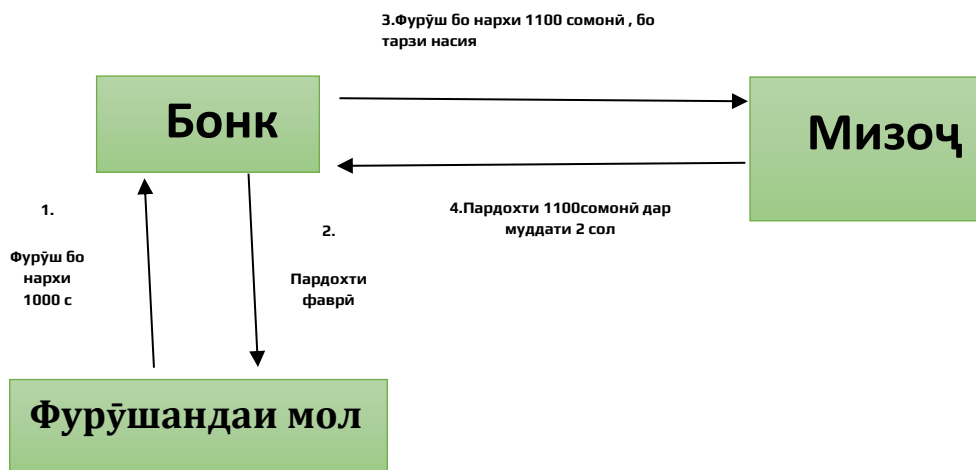 3.Фурӯш бо нархи 1100 сомонӣ , бо
тарзи насия
Бонк
Мизоҷ
1.
Фурӯш бо
нархи
1000 с
2.
Пардохти
фаврӣ
4.Пардохти 1100сомонӣ дар
муддати 2 сол
Фурӯшандаи мол